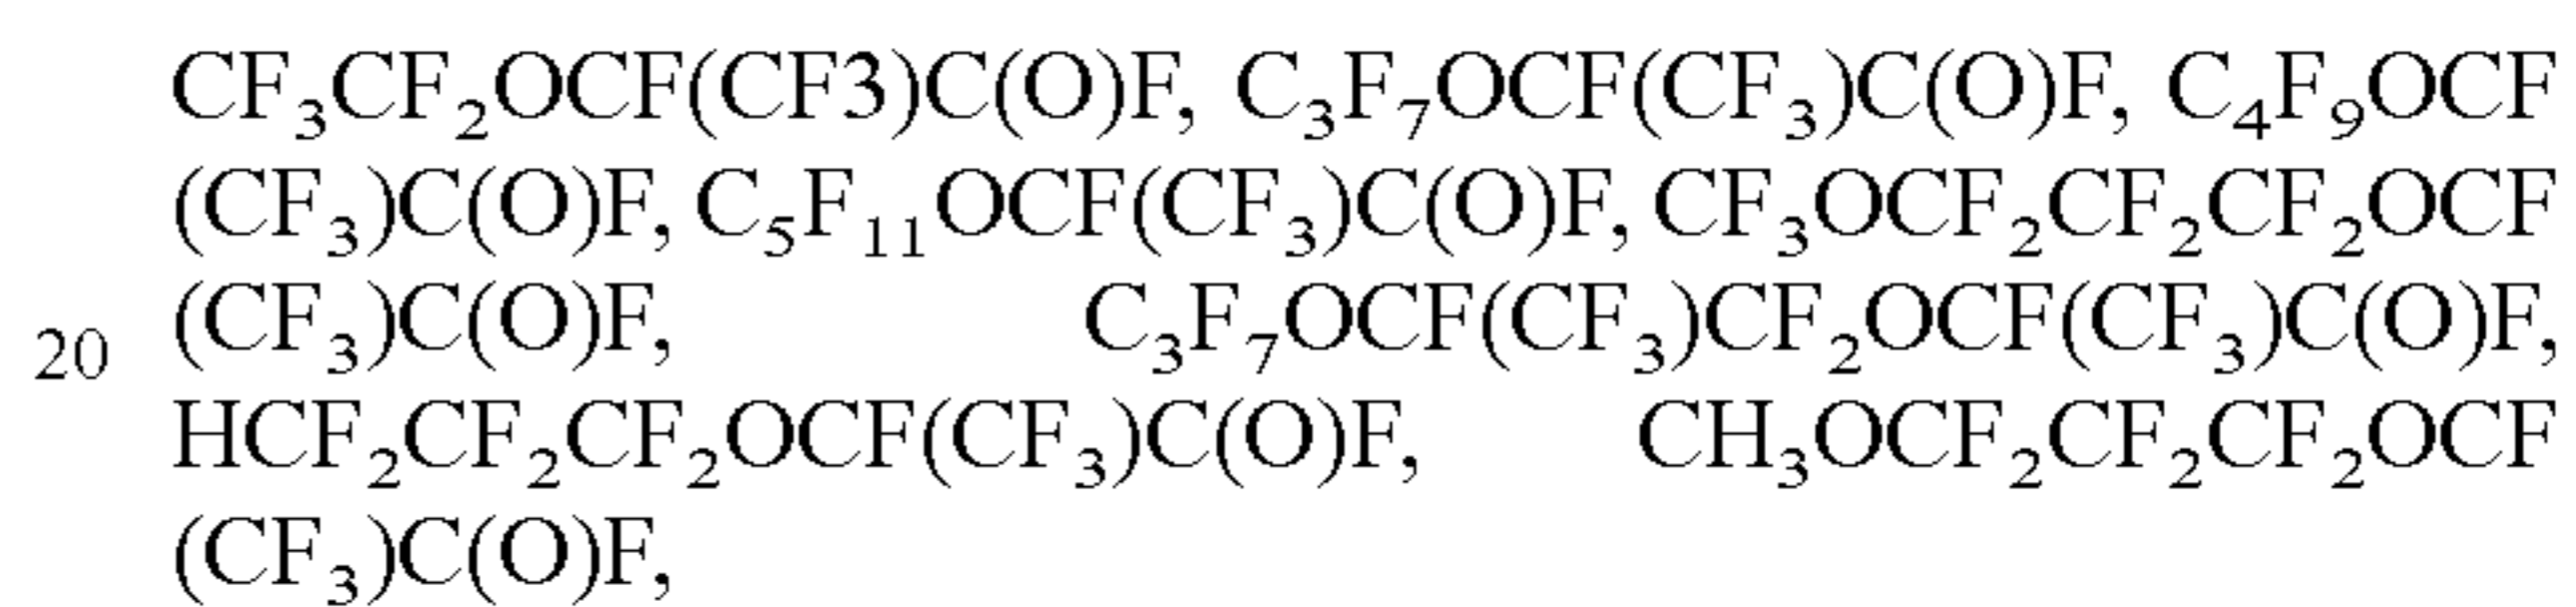 CF₃CF₂OCF(CF3)C(O)F, C₃F₇OCF(CF₃)C(O)F, C₄F₉OCF
(CF₃)C(O)F, C₅F₁₁OCF(CF₃)C(O)F, CF₃OCF₂CF₂CF₂OCF
20 (CF₃)C(O)F, C₃F₇OCF(CF₃)CF₂OCF(CF₃)C(O)F,
HCF₂CF₂CF₂OCF(CF₃)C(O)F, CH₃OCF₂CF₂CF₂OCF
(CF₃)C(O)F,